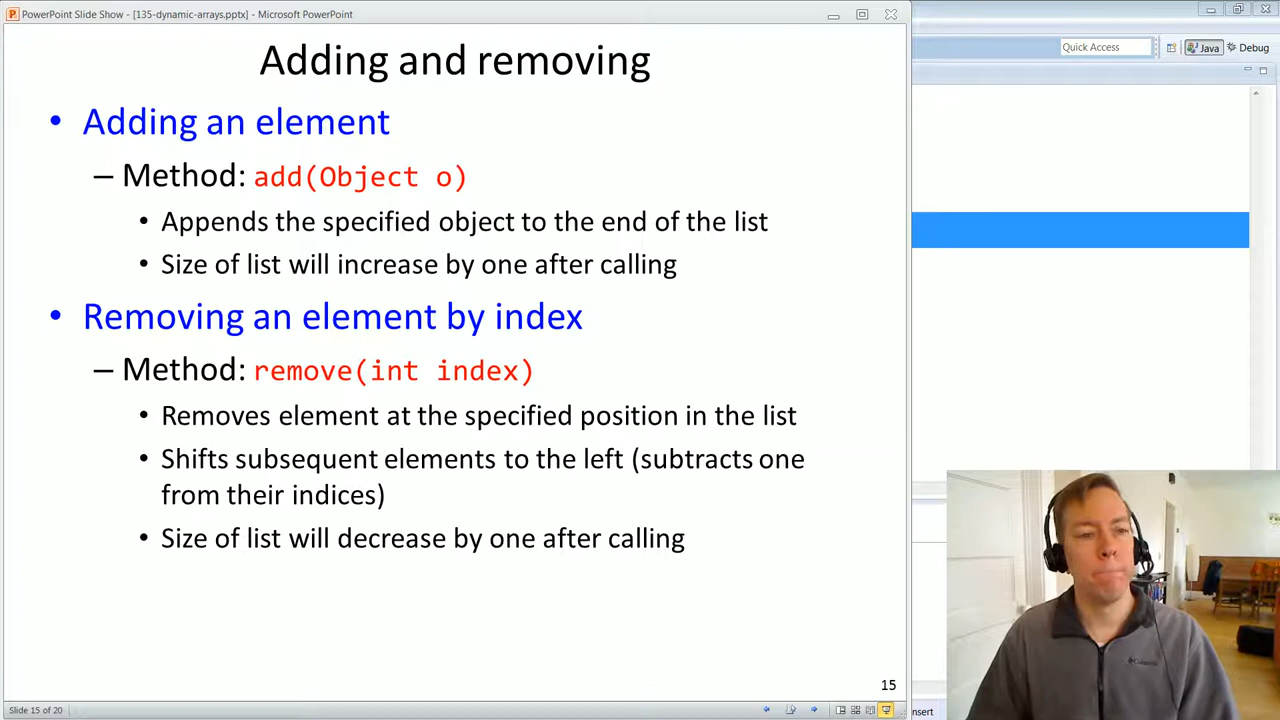 PowerPoint Slide Show - [135-dynamic-arrays.pptx] - Microsoft PowerPoint
Quick Access
Java
Debug
Adding and removing
• Adding an element
– Method: add(Object o)
• Appends the specified object to the end of the list
• Size of list will increase by one after calling
• Removing an element by index
– Method: remove(int index)
• Removes element at the specified position in the list
• Shifts subsequent elements to the left (subtracts one
from their indices)
• Size of list will decrease by one after calling
Columbia
15
Slide 15 of 20
nsert